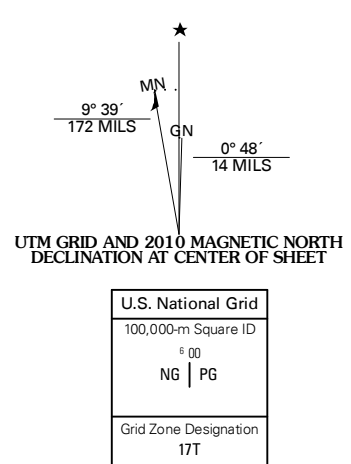 ★
MN
9° 39´
172 MILS
GN
0° 48´
14 MILS
UTM GRID AND 2010 MAGNETIC NORTH
DECLINATION AT CENTER OF SHEET
U.S. National Grid
100,000-m Square ID
6 00
NG | PG
Grid Zone Designation
17T